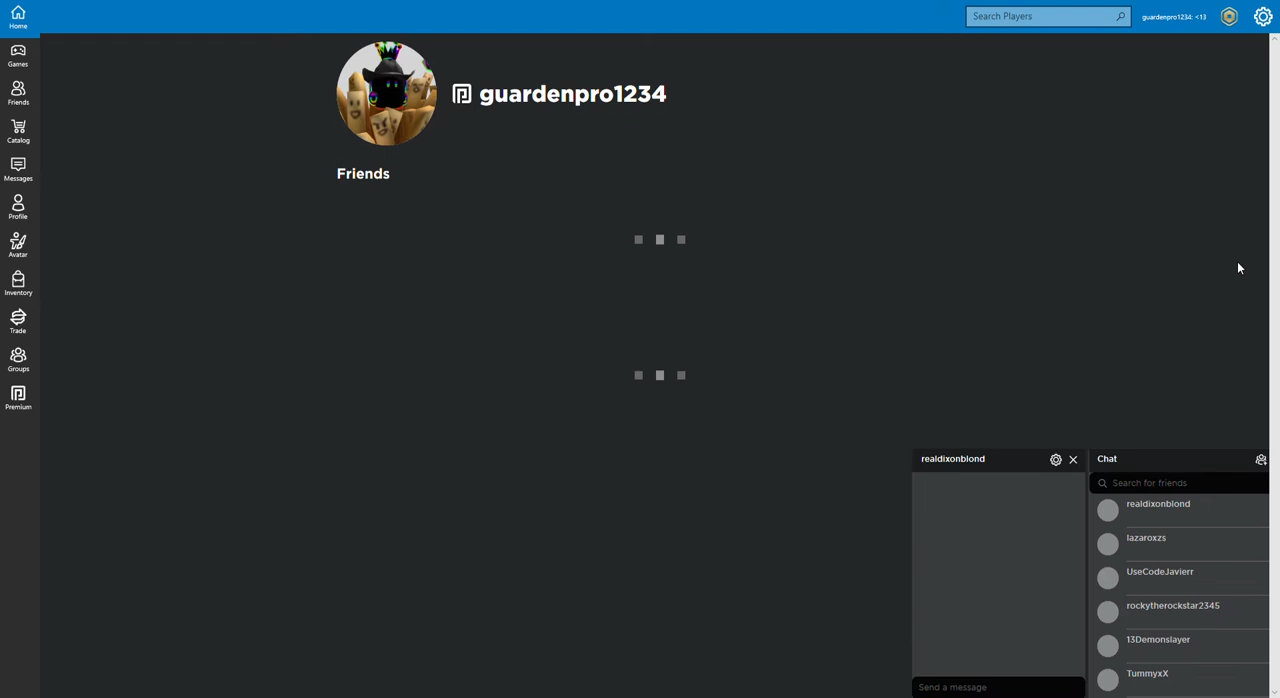 Home
Search Players
guardenpro1234: <13
Games
Friends
Catalog
Messages
Profile
Avatar
Inventory
Trade
Groups
Premium
guardenpro1234
Friends
realdixonblond
Send a message
Chat
Search for friends
realdixonblond
lazaroxzs
UseCodeJavierr
rockytherockstar2345
13Demonslayer
TummyxX